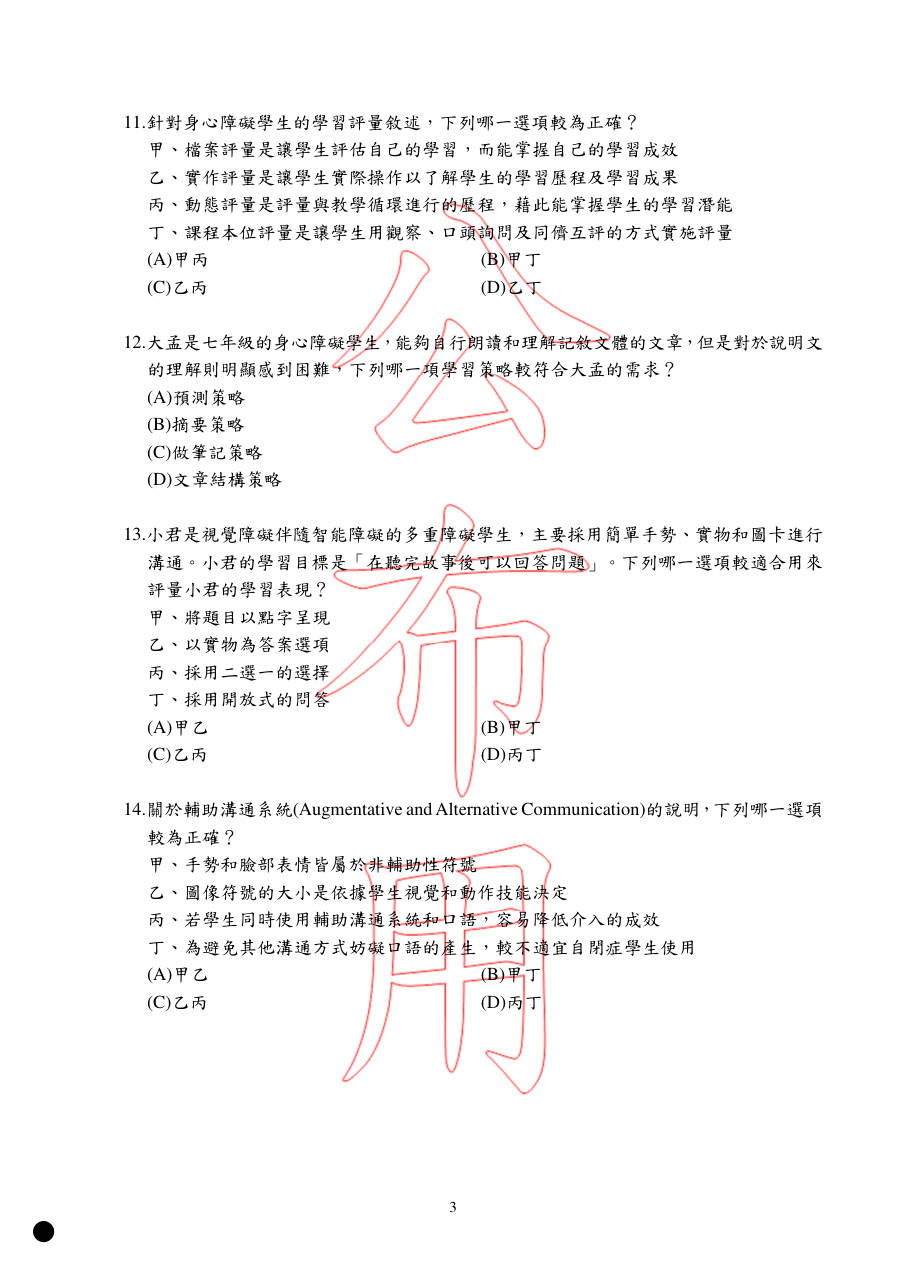 11.針對身心障礙學生的學習評量敘述，下列哪一選項較為正確？
甲、檔案評量是讓學生評估自己的學習，而能掌握自己的學習成效
乙、實作評量是讓學生實際操作以了解學生的學習歷程及學習成果
丙、動態評量是評量與教學循環進行的歷程，藉此能掌握學生的學習潛能
丁、課程本位評量是讓學生用觀察、口頭詢問及同儕互評的方式實施評量
(A)甲丙 (B)甲丁
(C)乙丙 (D)乙丁
12.大孟是七年級的身心障礙學生，能夠自行朗讀和理解記敘文體的文章，但是對於說明文
的理解則明顯感到困難，下列哪一項學習策略較符合大孟的需求？
(A)預測策略
(B)摘要策略
(C)做筆記策略
(D)文章結構策略
13.小君是視覺障礙伴隨智能障礙的多重障礙學生，主要採用簡單手勢、實物和圖卡進行
溝通。小君的學習目標是「在聽完故事後可以回答問題」。下列哪一選項較適合用來
評量小君的學習表現？
甲、將題目以點字呈現
乙、以實物為答案選項
丙、採用二選一的選擇
丁、採用開放式的問答
(A)甲乙 (B)甲丁
(C)乙丙 (D)丙丁
14.關於輔助溝通系統(Augmentative and Alternative Communication)的說明，下列哪一選項
較為正確？
甲、手勢和臉部表情皆屬於非輔助性符號
乙、圖像符號的大小是依據學生視覺和動作技能決定
丙、若學生同時使用輔助溝通系統和口語，容易降低介入的成效
丁、為避免其他溝通方式妨礙口語的產生，較不適宜自閉症學生使用
(A)甲乙 (B)甲丁
(C)乙丙 (D)丙丁
公布用
3